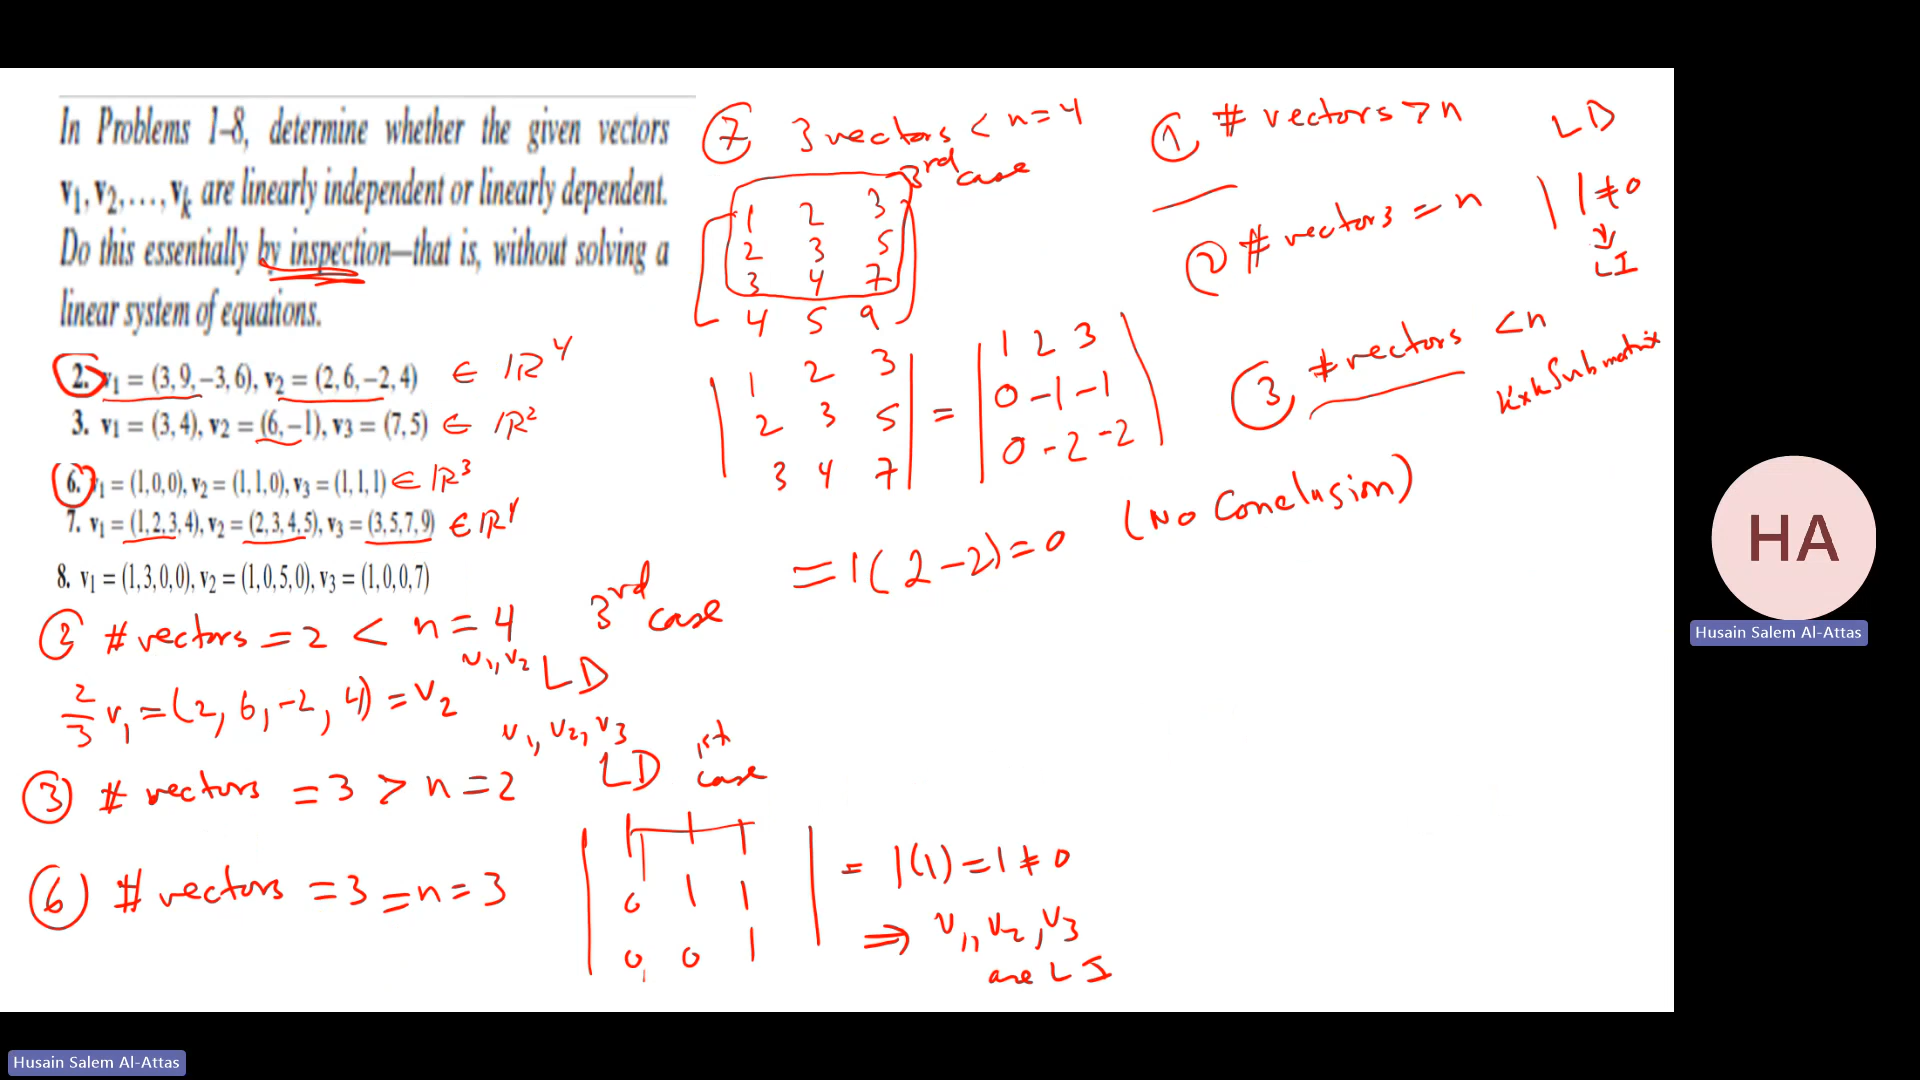 In Problems 1–8, determine whether the given vectors
v₁, v₂, …, vₖ are linearly independent or linearly dependent.
Do this essentially by inspection—that is, without solving a
linear system of equations.
2. v₁ = (3, 9, −3, 6), v₂ = (2, 6, −2, 4) ∈ ℝ⁴
3. v₁ = (3, 4), v₂ = (6, −1), v₃ = (7, 5) ∈ ℝ²
6. v₁ = (1, 0, 0), v₂ = (1, 1, 0), v₃ = (1, 1, 1) ∈ ℝ³
7. v₁ = (1, 2, 3, 4), v₂ = (2, 3, 4, 5), v₃ = (3, 5, 7, 9) ∈ ℝ⁴
8. v₁ = (1, 3, 0, 0), v₂ = (1, 0, 5, 0), v₃ = (1, 0, 0, 7)
② # vectors = 2 < n = 4 3rd case
2/3 v₁ = (2, 6, -2, 4) = v₂ v₁, v₂ LD
③ # vectors = 3 > n = 2 v₁, v₂, v₃ LD 1st case
⑥ # vectors = 3 = n = 3
| 1 1 1 |
| 0 1 1 | = 1(1) = 1 ≠ 0
| 0 0 1 |
⇒ v₁, v₂, v₃
are LI
⑦ 3 vectors < n = 4
3rd case
1 2 3
2 3 5
3 4 7
4 5 9
| 1 2 3 | | 1 2 3 |
| 2 3 5 | = | 0 -1 -1 |
| 3 4 7 | | 0 -2 -2 |
= 1(2 - 2) = 0 (No Conclusion)
① # vectors > n LD
② # vectors = n | | ≠ 0
↓
LI
③ # vectors < n
KxK Submatrix
HA
Husain Salem Al-Attas
Husain Salem Al-Attas